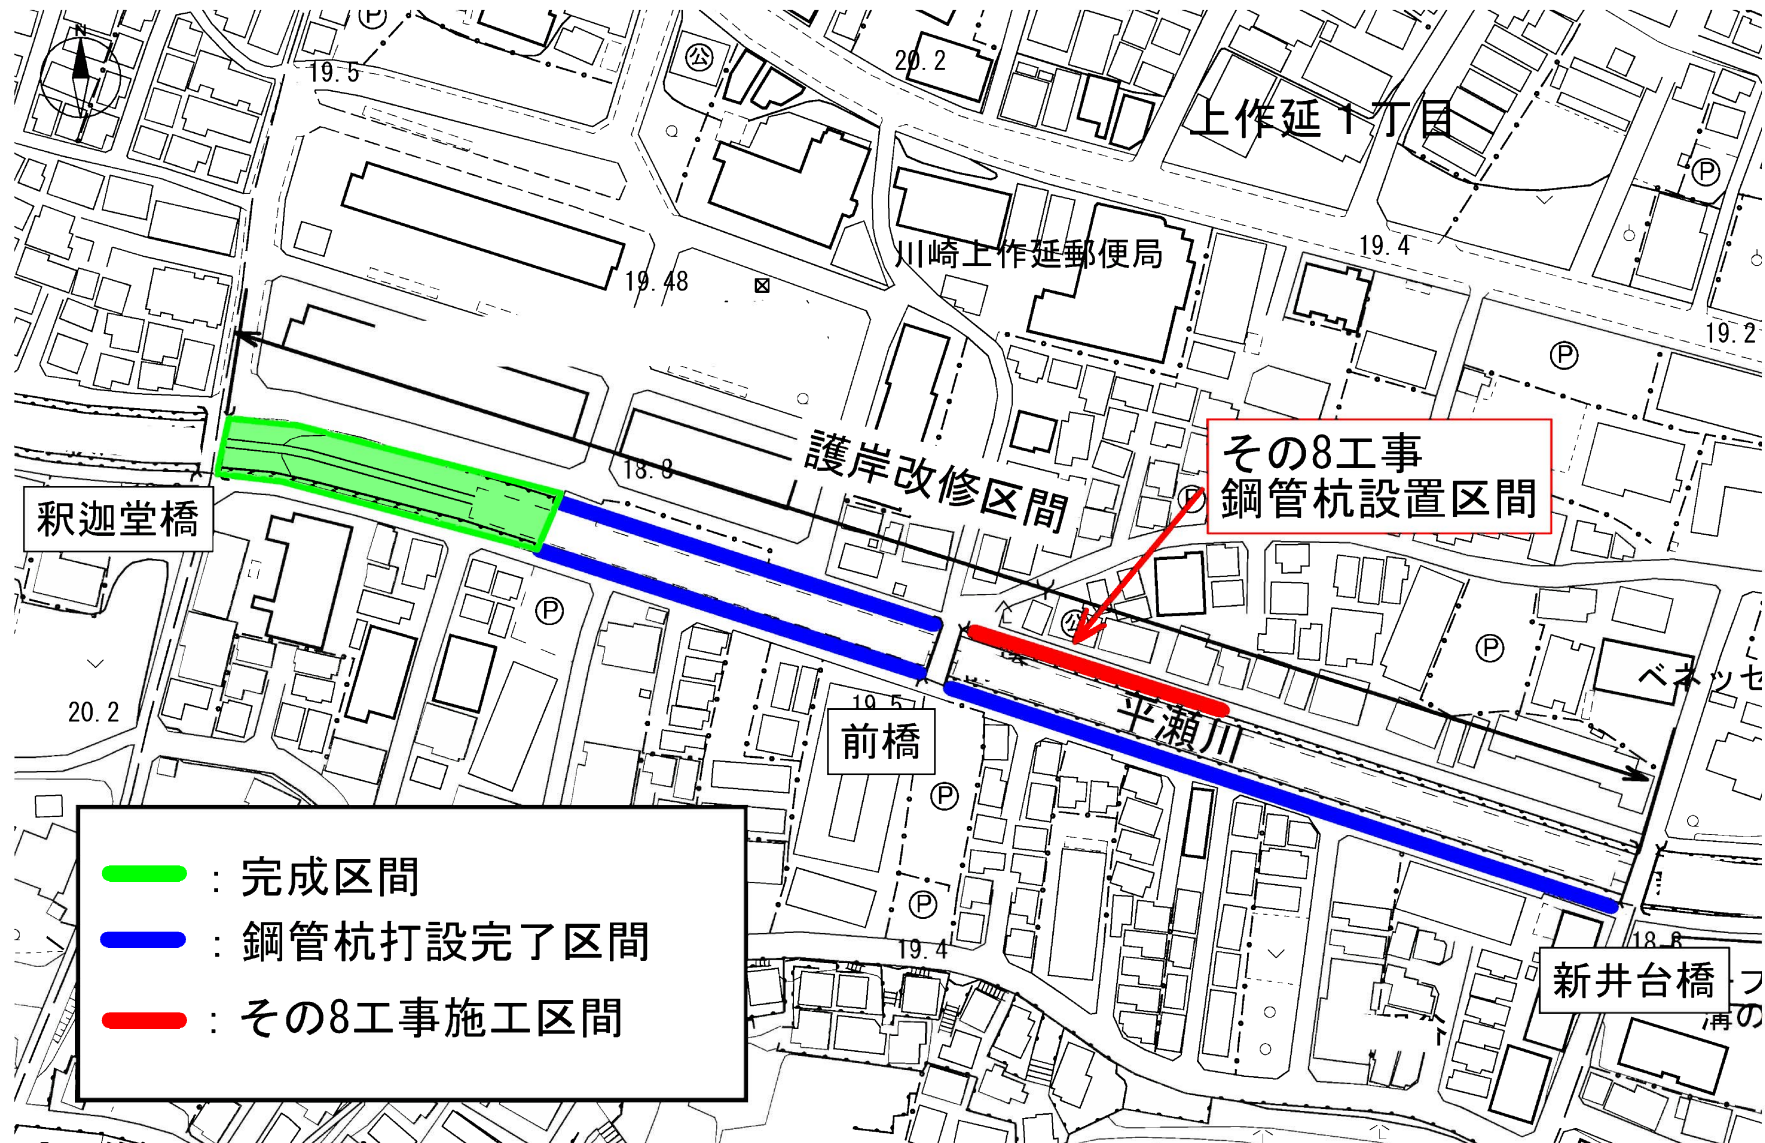 N
19.5
P
公
20.2
上作延1丁目
P
川崎上作延郵便局
19.4
19.48
19.2
P
護岸改修区間
18.8
その8工事
鋼管杭設置区間
P
釈迦堂橋
P
公
P
ベネッセ
20.2
19.5
前橋
平瀬川
P
P
19.4
18.8
新井台橋
溝の
:完成区間
:鋼管杭打設完了区間
:その8工事施工区間